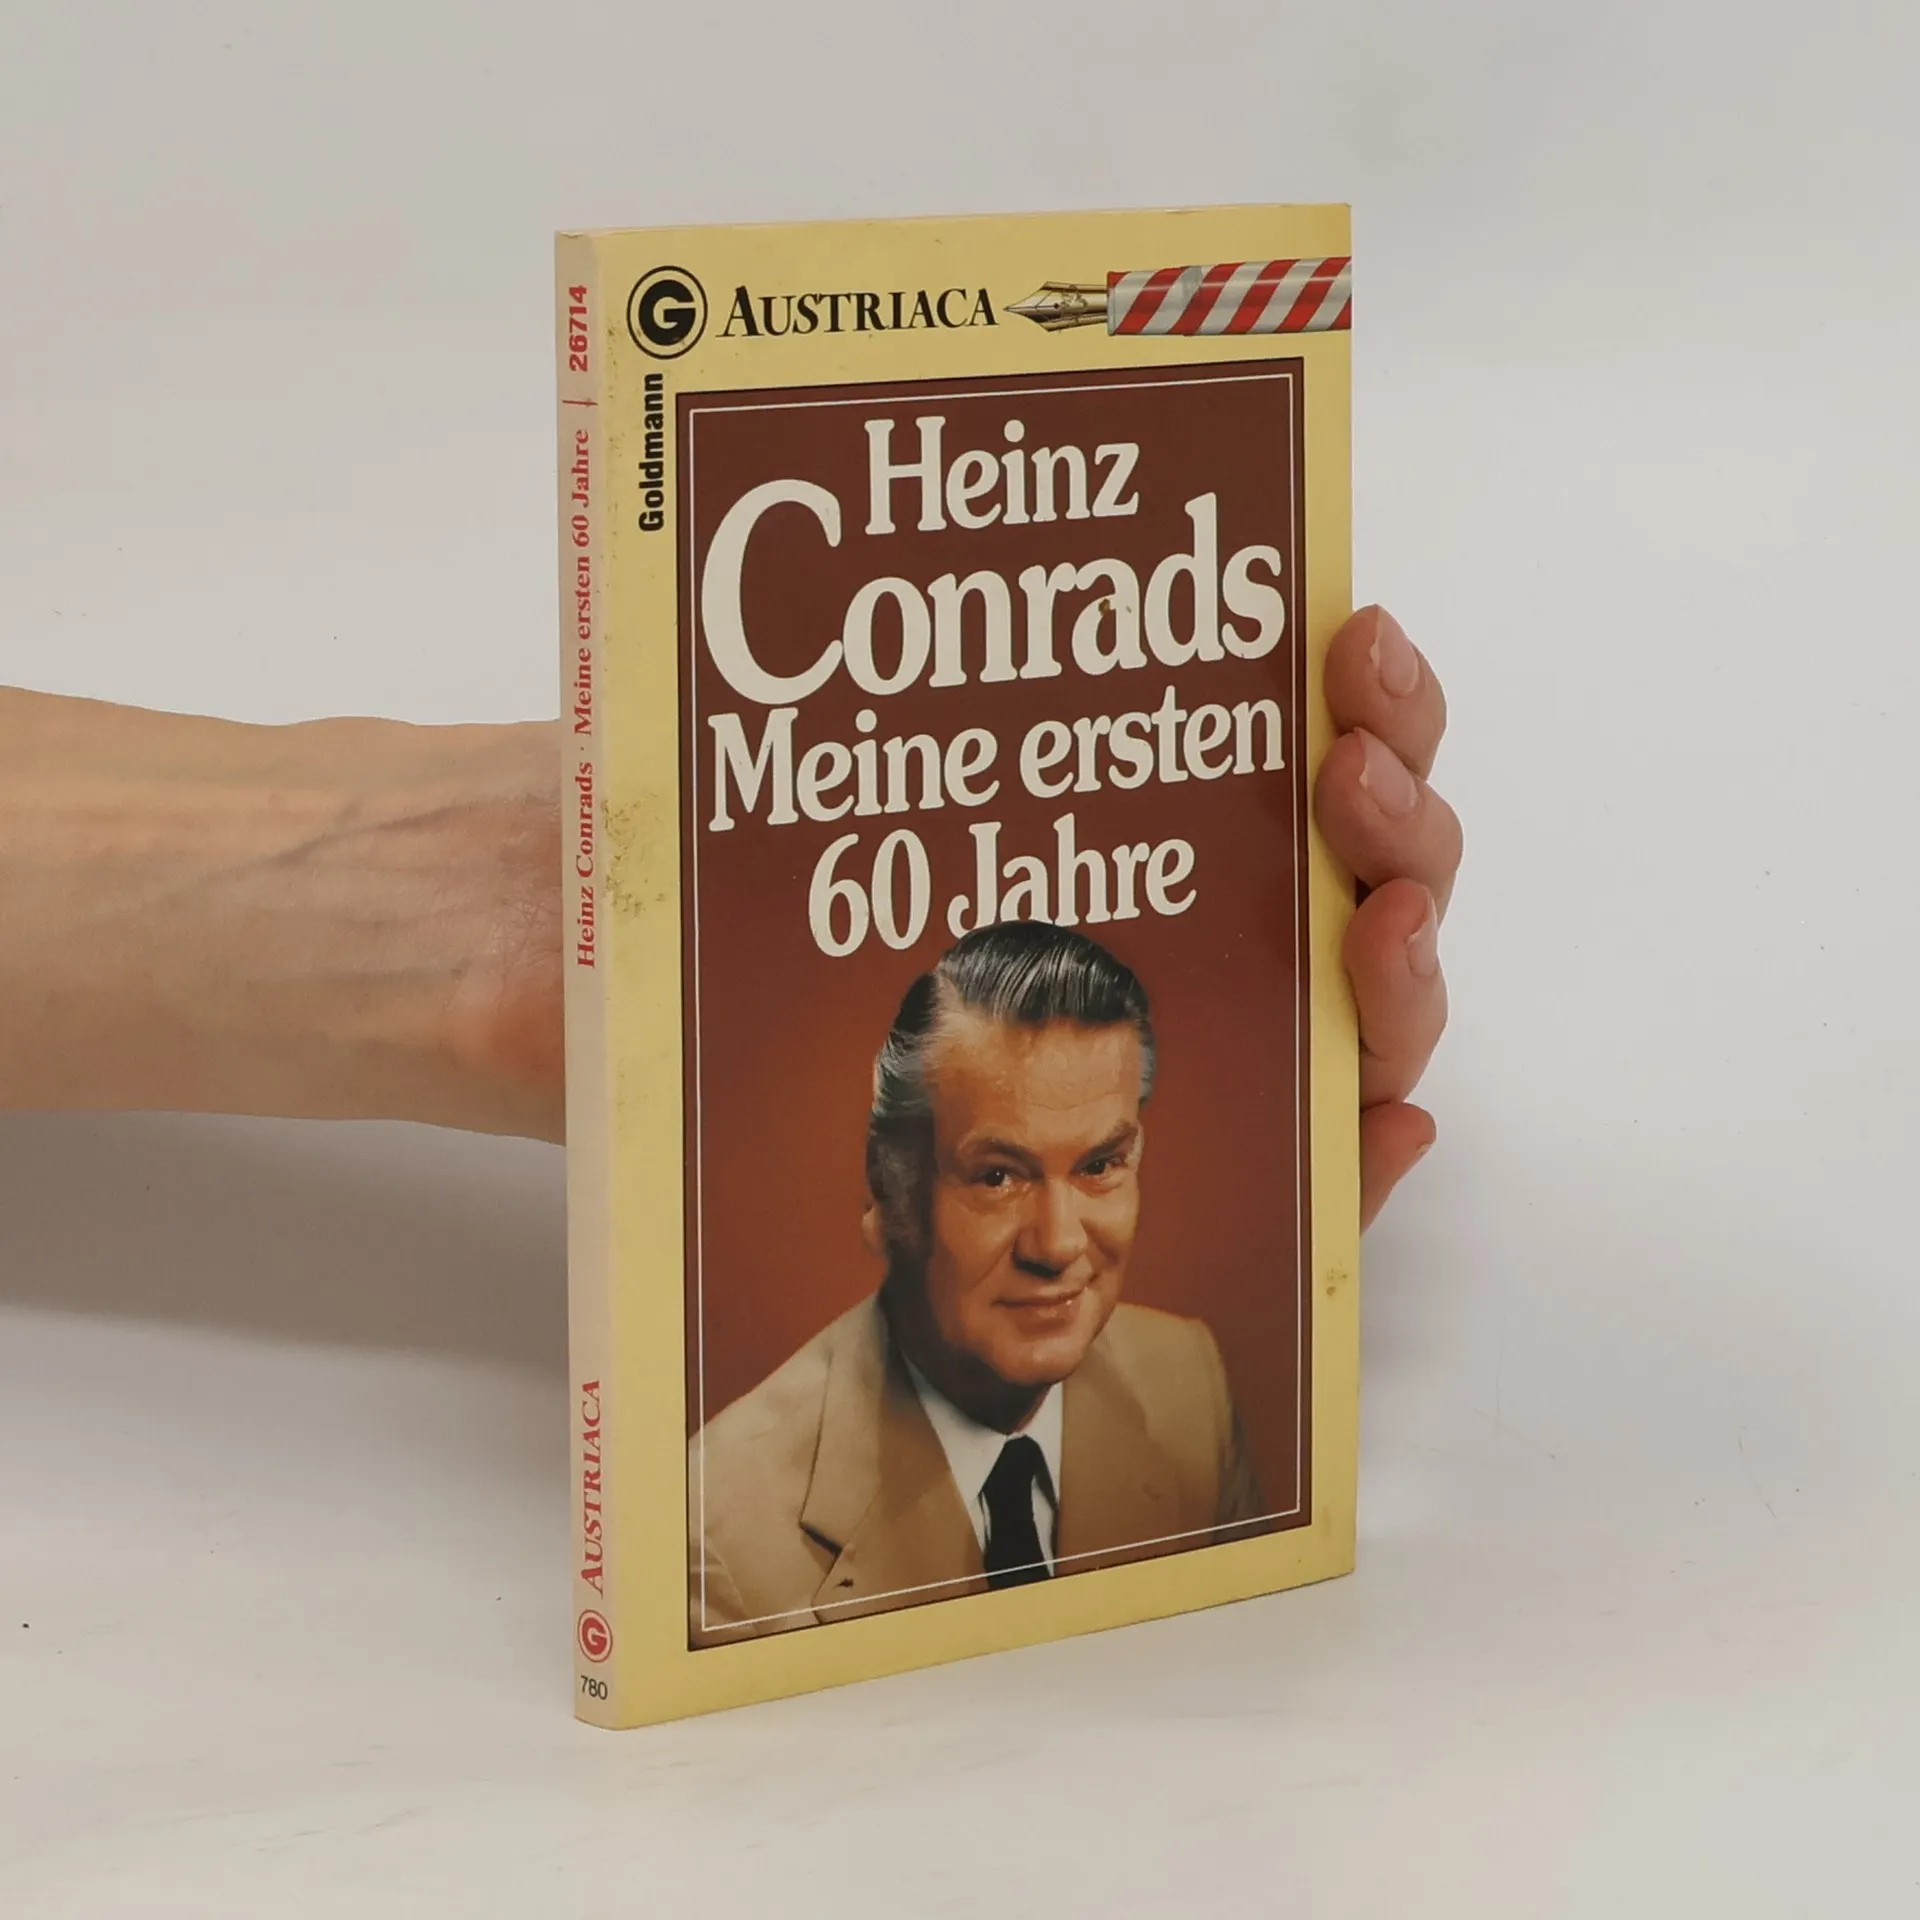 G AUSTRIACA
Goldmann
Heinz
Conrads
Meine ersten
60 Jahre
Heinz Conrads · Meine ersten 60 Jahre | 26714
G AUSTRIACA
780